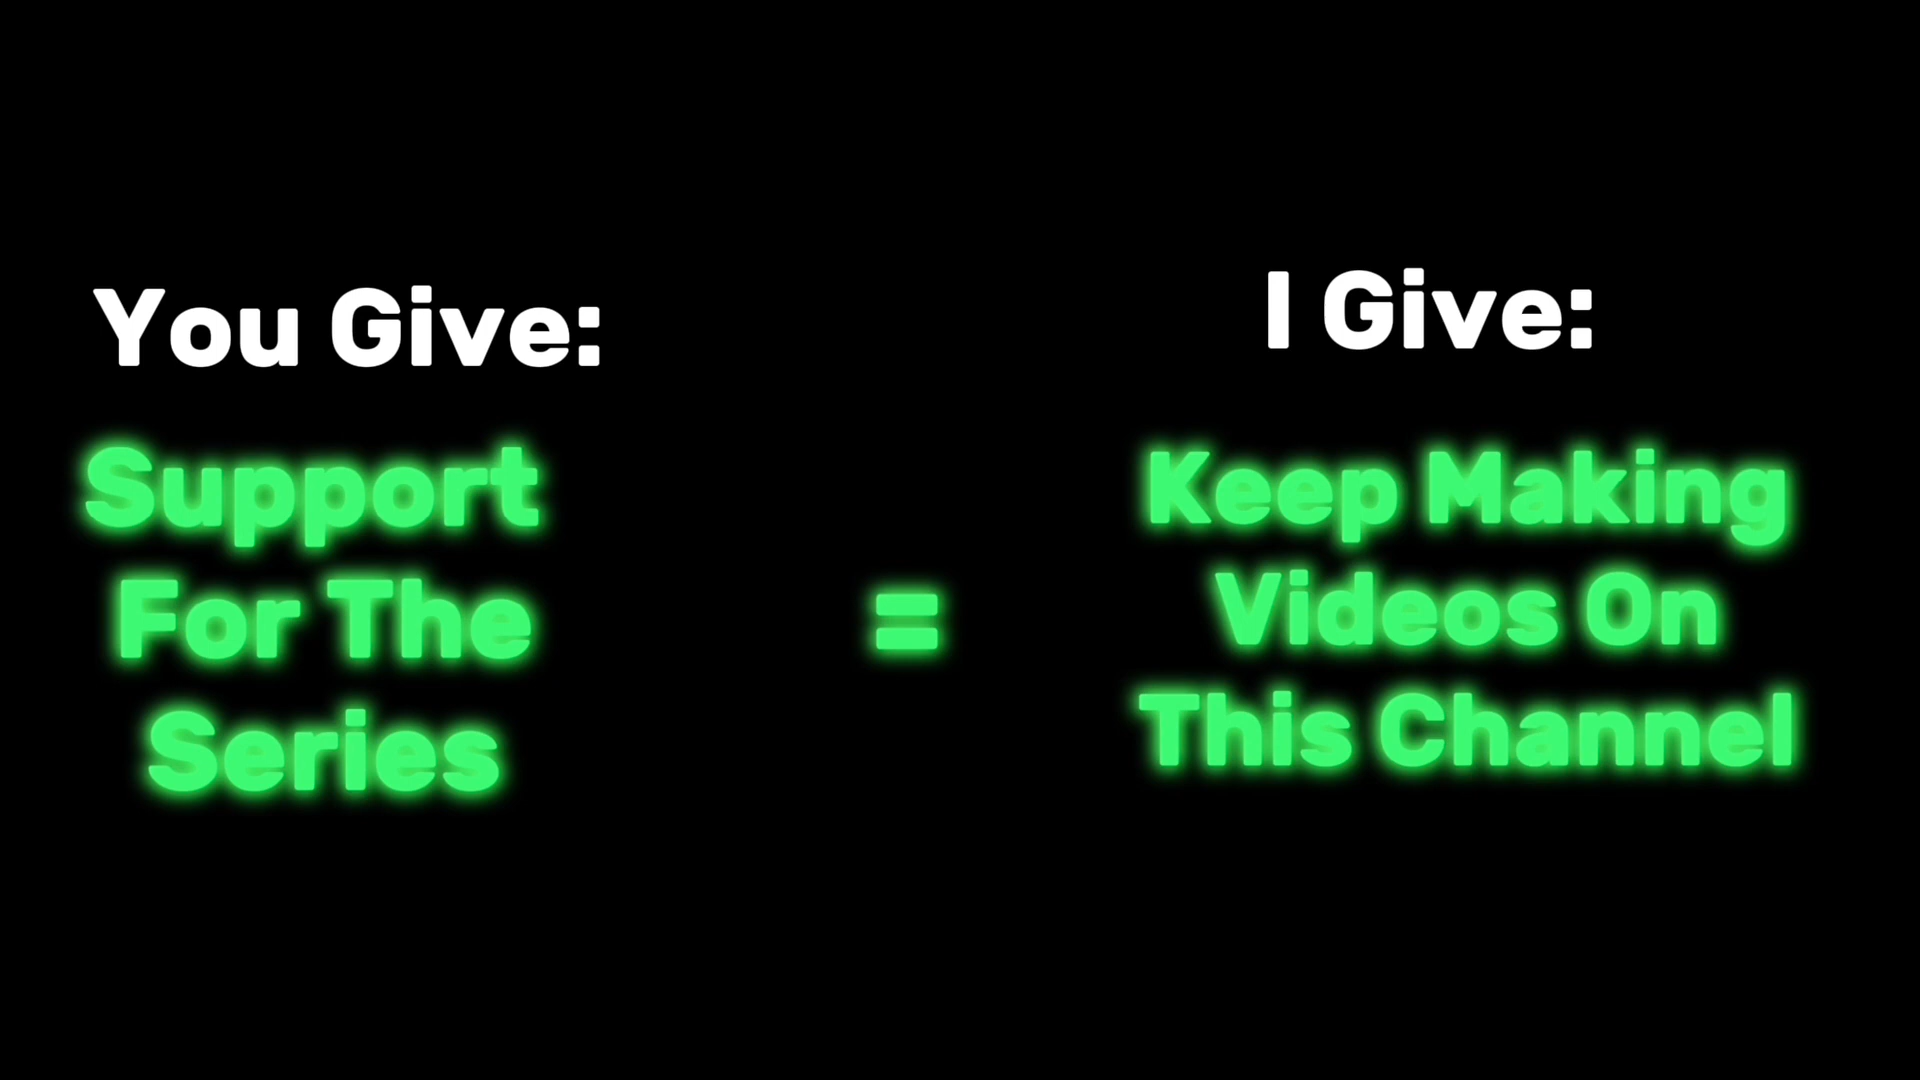 You Give:
Support
For The
Series
=
I Give:
Keep Making
Videos On
This Channel